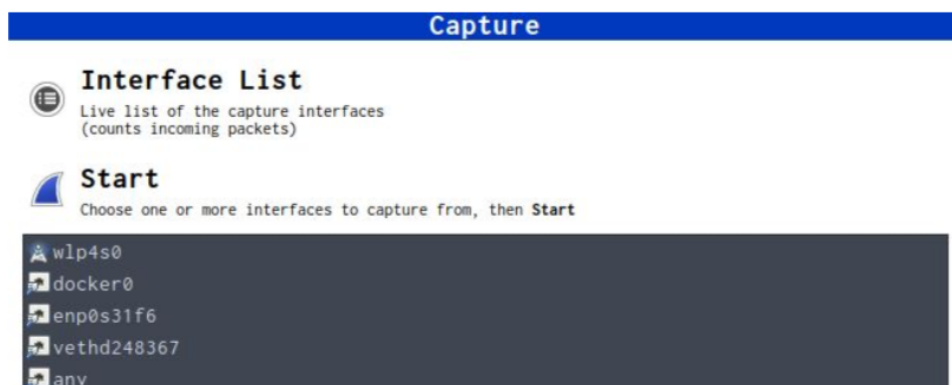 Capture
Interface List
Live list of the capture interfaces
(counts incoming packets)
Start
Choose one or more interfaces to capture from, then Start
wlp4s0
docker0
enp0s31f6
vethd248367
any